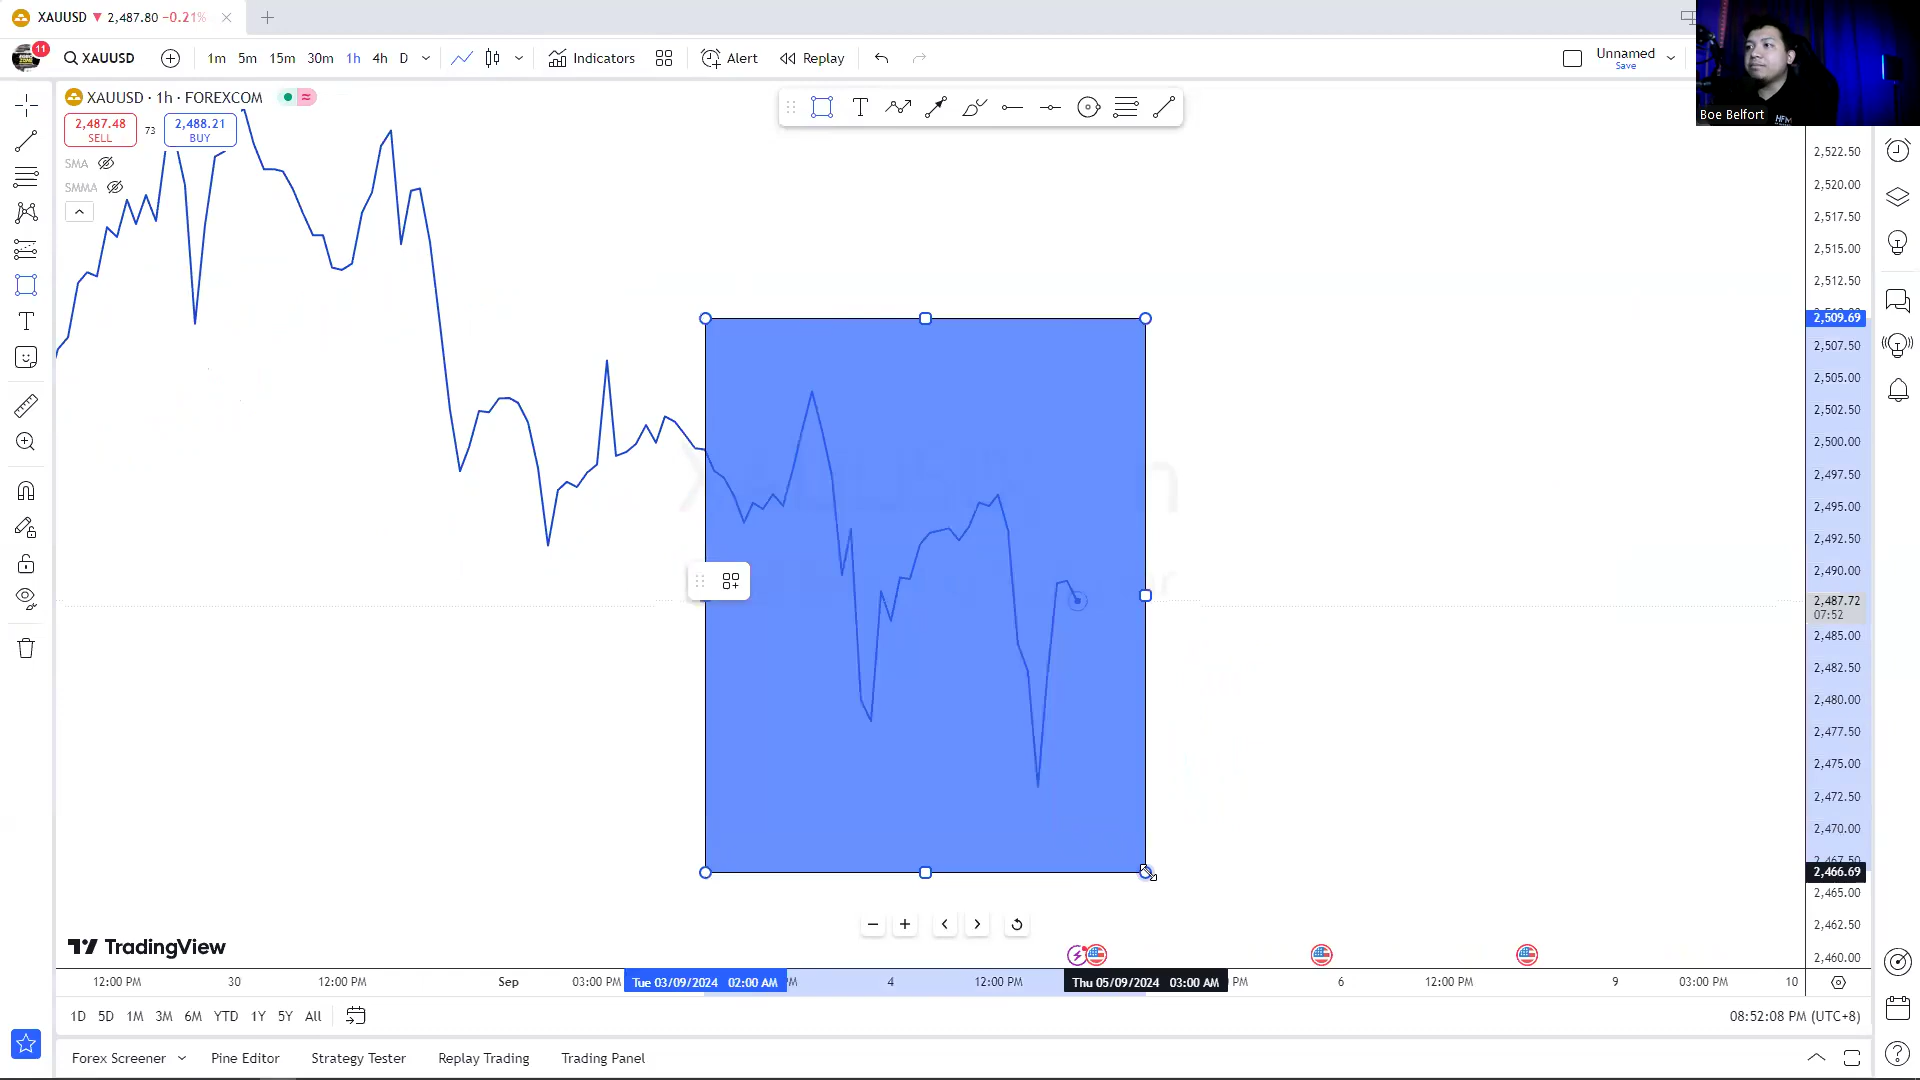 XAUUSD ▼ 2,487.80 −0.21%
11
XAUUSD
1m 5m 15m 30m 1h 4h D
Indicators
Alert
Replay
Unnamed
Save
Boe Belfort
XAUUSD · 1h · FOREXCOM
2,487.48
SELL
73
2,488.21
BUY
SMA
SMMA
2,522.50
2,520.00
2,517.50
2,515.00
2,512.50
2,509.69
2,507.50
2,505.00
2,502.50
2,500.00
2,497.50
2,495.00
2,492.50
2,490.00
2,487.72
07:52
2,485.00
2,482.50
2,480.00
2,477.50
2,475.00
2,472.50
2,470.00
2,467.50
2,466.69
2,465.00
2,462.50
2,460.00
TradingView
12:00 PM 30 12:00 PM Sep 03:00 PM Tue 03/09/2024 02:00 AM 4 12:00 PM Thu 05/09/2024 03:00 AM PM 6 12:00 PM 9 03:00 PM 10
1D 5D 1M 3M 6M YTD 1Y 5Y All
08:52:08 PM (UTC+8)
Forex Screener Pine Editor Strategy Tester Replay Trading Trading Panel